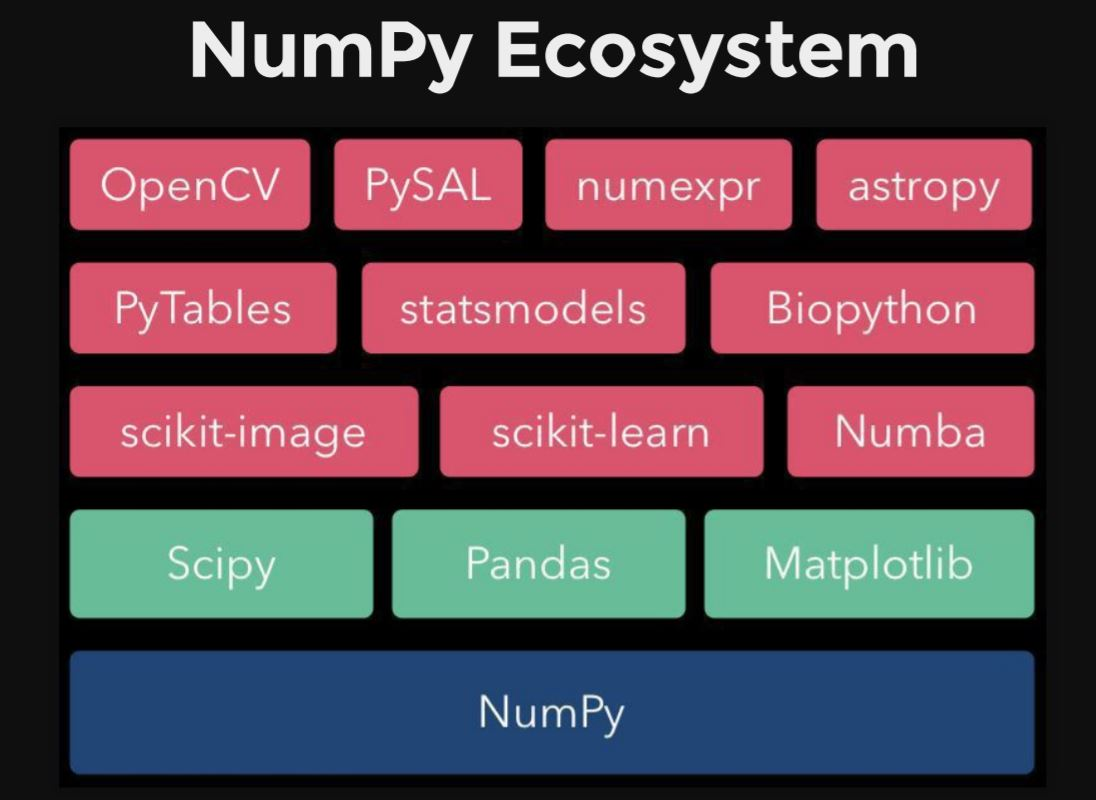 NumPy Ecosystem
OpenCV PySAL numexpr astropy
PyTables statsmodels Biopython
scikit-image scikit-learn Numba
Scipy Pandas Matplotlib
NumPy